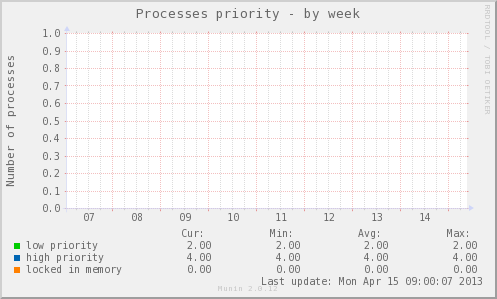 Processes priority - by week
RRDTOOL / TOBI OETIKER
Number of processes
1.0
0.9
0.8
0.7
0.6
0.5
0.4
0.3
0.2
0.1
0.0
07 08 09 10 11 12 13 14
Cur: Min: Avg: Max:
low priority 2.00 2.00 2.00 2.00
high priority 4.00 4.00 4.00 4.00
locked in memory 0.00 0.00 0.00 0.00
Last update: Mon Apr 15 09:00:07 2013
Munin 2.0.12